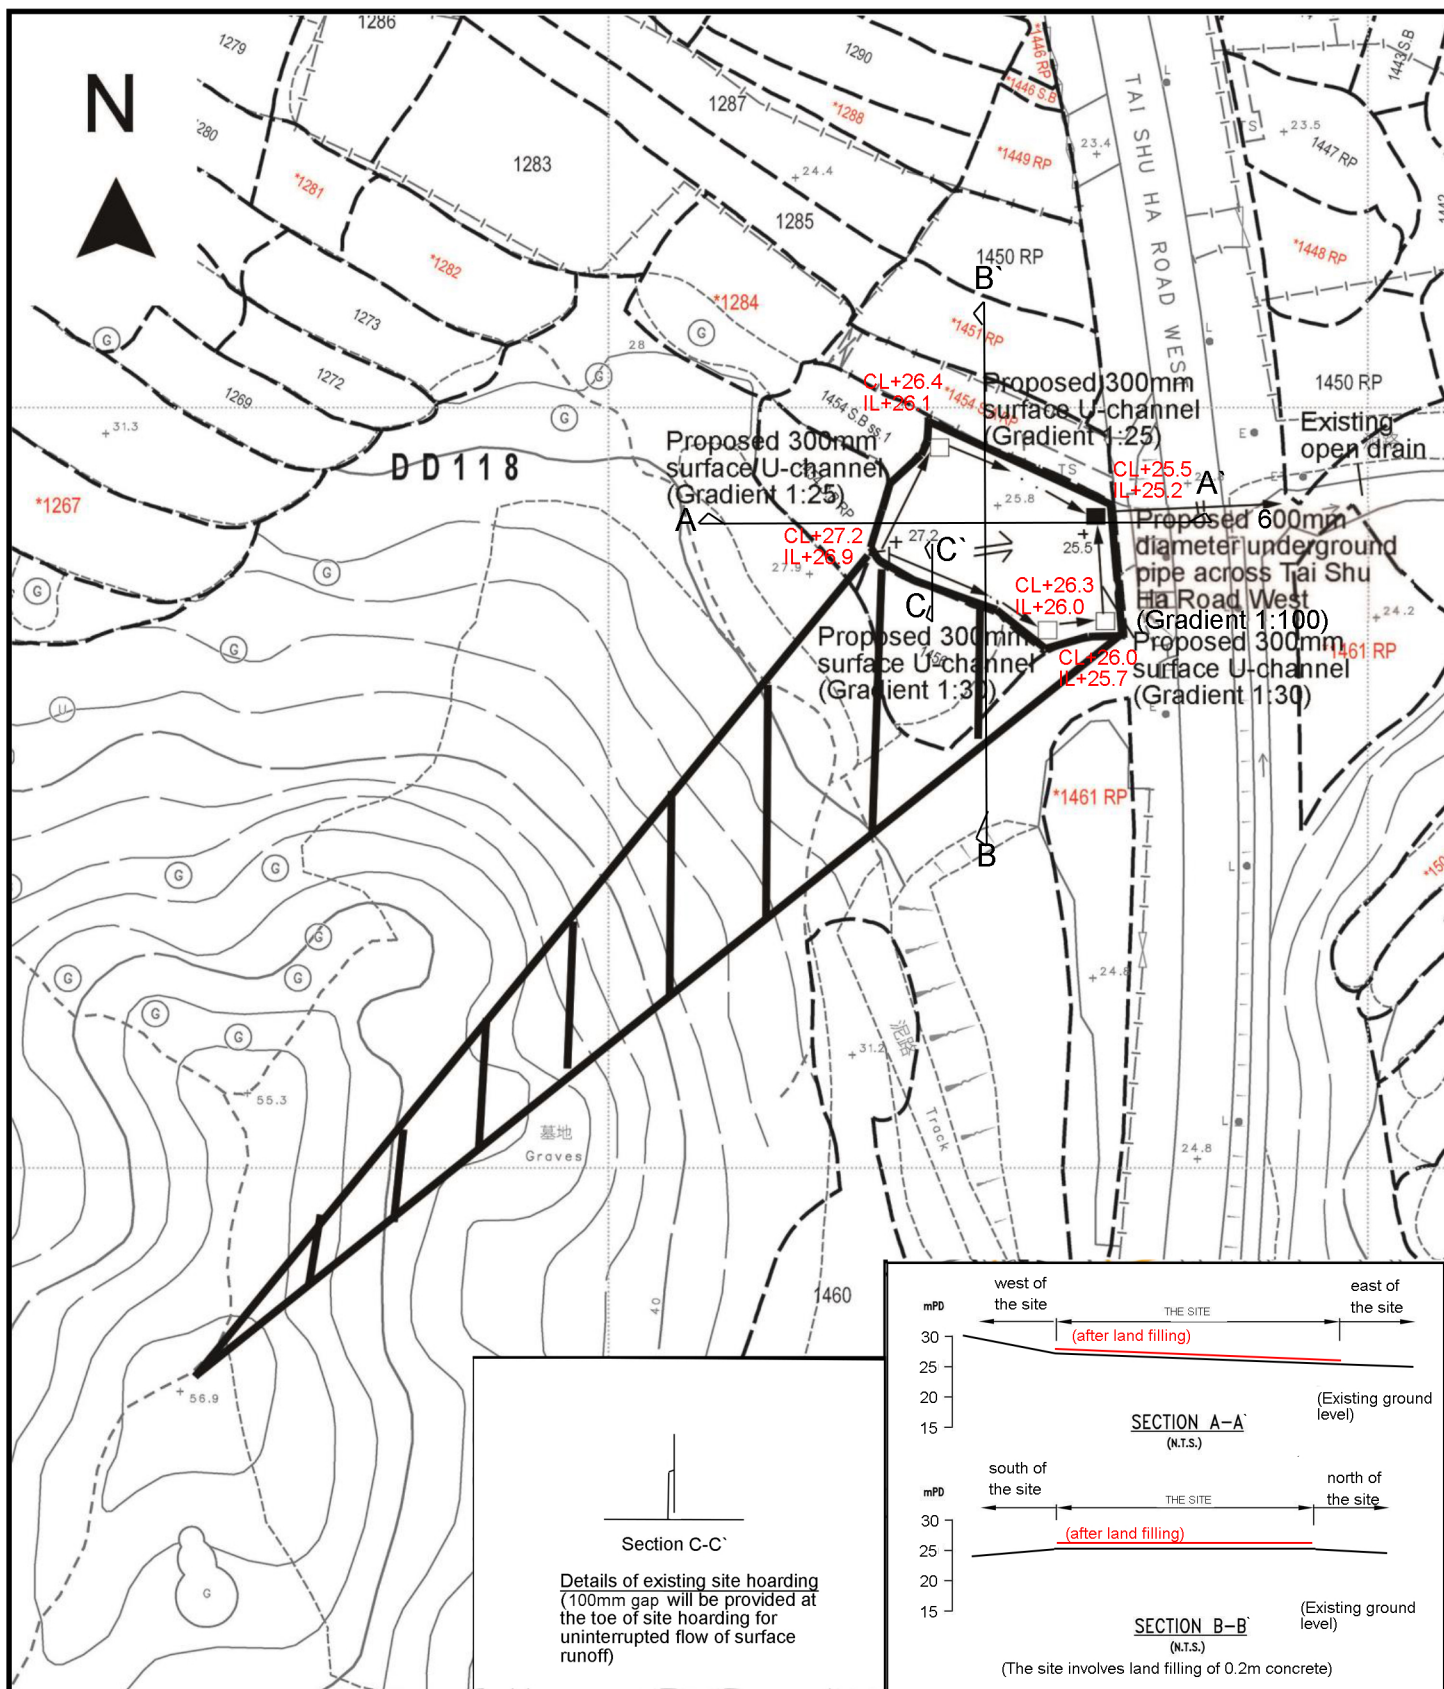 1286
1279
1290
1443 S.B
*1446 RP
*1446 S.B
N
1287
*1288
TAI SHU HA ROAD WEST
TS
23.5
1447 RP
1280
1283
*1449 RP
23.4
*1281
24.4
1285
*1282
1450 RP
*1448 RP
B`
*1284
1273
*1451 RP
G
28
G
1272
CL+26.4
IL+26.1
Proposed 300mm
surface U-channel
(Gradient 1:25)
1450 RP
1269
G
1454 S.B ss.1
Existing
open drain
31.3
DD118
Proposed 300mm
surface U-channel
(Gradient 1:25)
E
TS
CL+25.5
IL+25.2
E
A`
*1267
25.8
A
CL+27.2
IL+26.9
27.2
C`
25.5
Proposed 600mm
diameter underground
pipe across Tai Shu
Ha Road West
(Gradient 1:100)
G
27.9
CL+26.3
IL+26.0
G
C
24.2
G
Proposed 300mm
surface U-channel
(Gradient 1:30)
CL+26.0
IL+25.7
Proposed 300mm
surface U-channel
(Gradient 1:30)
*1461 RP
U
E
*1461 RP
B
G
G
L
G
G
G
24.8
G
泥路
G
31.2
55.3
Track
墓地
Graves
L
24.8
40
1460
56.9
G
west of
the site
east of
the site
mPD
THE SITE
(after land filling)
30
25
20
15
(Existing ground
level)
SECTION A-A`
(N.T.S.)
south of
the site
north of
the site
mPD
THE SITE
(after land filling)
30
25
20
15
(Existing ground
level)
SECTION B-B`
(N.T.S.)
(The site involves land filling of 0.2m concrete)
Section C-C`
Details of existing site hoarding
(100mm gap will be provided at
the toe of site hoarding for
uninterrupted flow of surface
runoff)